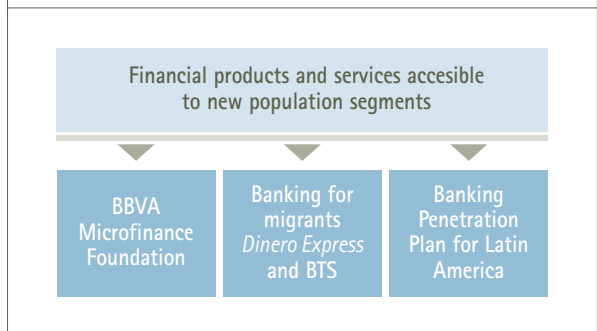 Financial products and services accesible
to new population segments
BBVA
Microfinance
Foundation
Banking for
migrants
Dinero Express
and BTS
Banking
Penetration
Plan for Latin
America